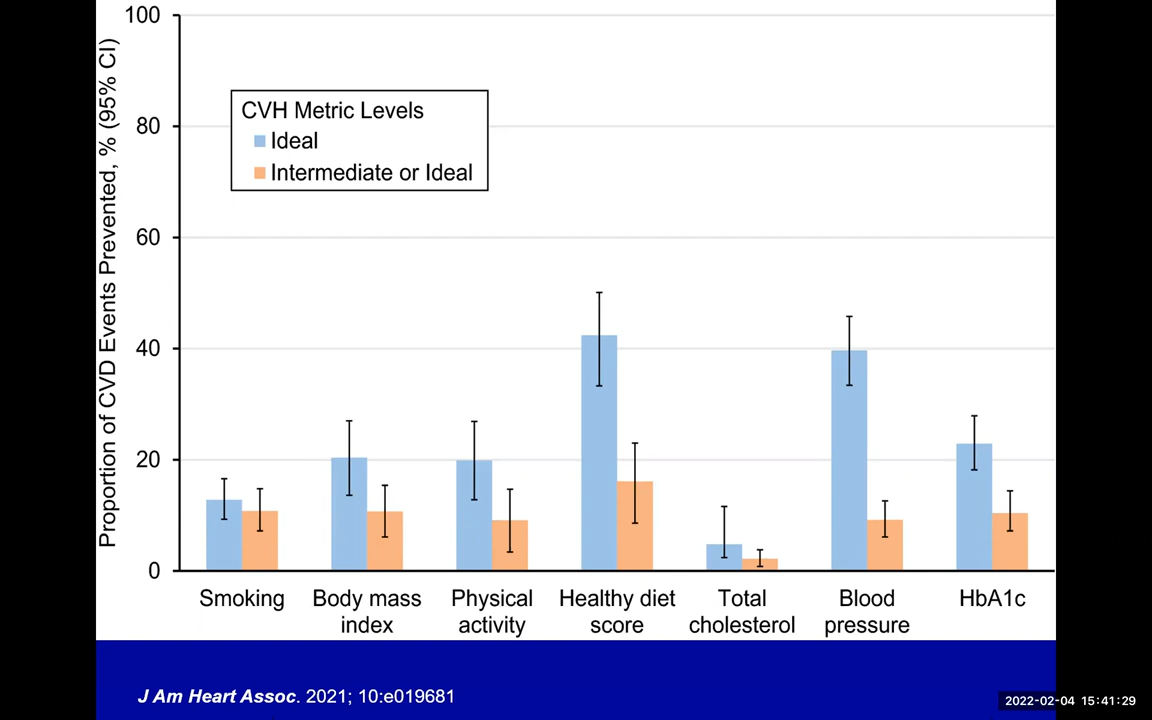 Proportion of CVD Events Prevented, % (95% CI)
100
80
60
40
20
0
CVH Metric Levels
Ideal
Intermediate or Ideal
Smoking
Body mass
index
Physical
activity
Healthy diet
score
Total
cholesterol
Blood
pressure
HbA1c
J Am Heart Assoc. 2021; 10:e019681
2022-02-04 15:41:29